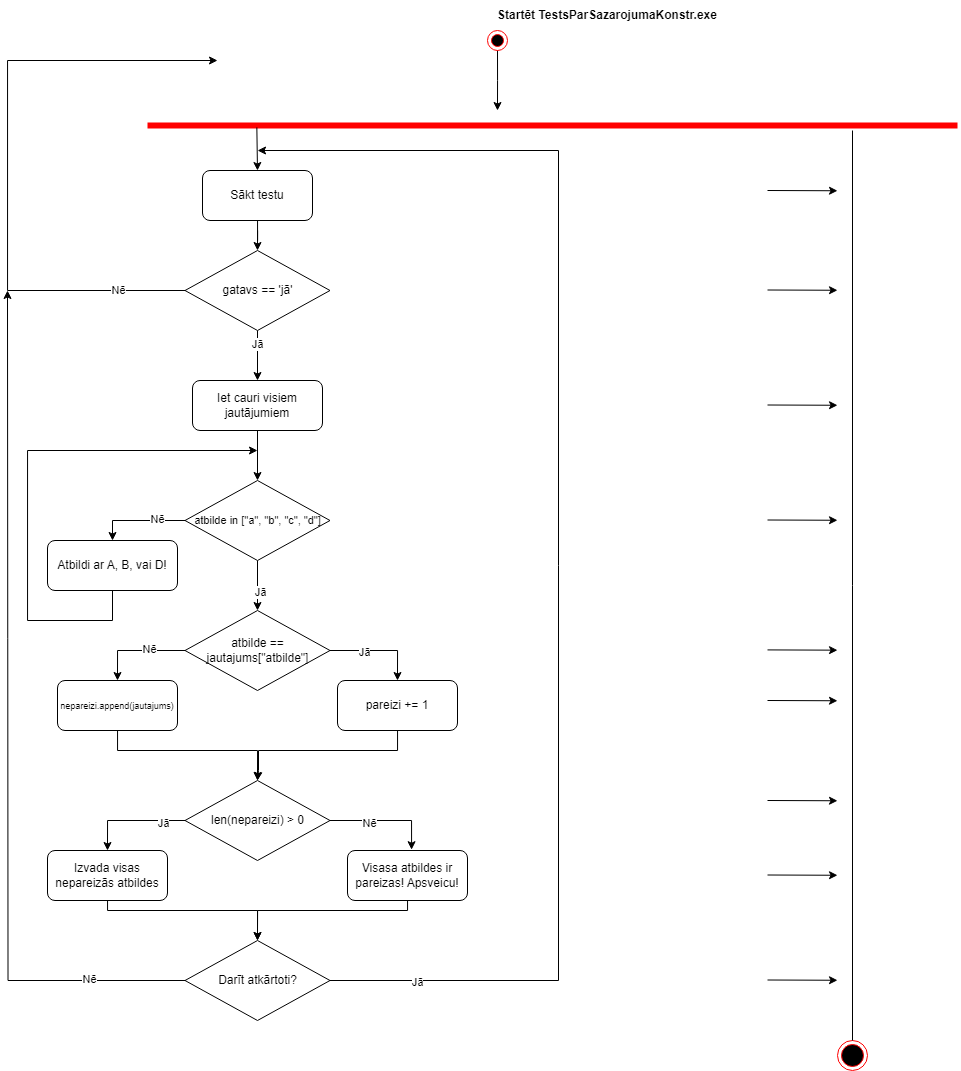 Startēt TestsParSazarojumaKonstr.exe
Sākt testu
gatavs == 'jā'
Nē
Jā
Iet cauri visiem
jautājumiem
atbilde in ["a", "b", "c", "d"]
Nē
Atbildi ar A, B, vai D!
Jā
atbilde ==
jautajums["atbilde"]
Nē
Jā
nepareizi.append(jautajums)
pareizi += 1
len(nepareizi) > 0
Jā
Nē
Izvada visas
nepareizās atbildes
Visasa atbildes ir
pareizas! Apsveicu!
Darīt atkārtoti?
Nē
Jā